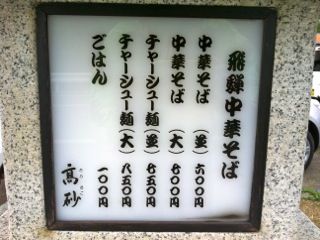 飛騨中華そば
中華そば（並）六〇〇円
中華そば（大）七〇〇円
チャーシュー麺（並）七五〇円
チャーシュー麺（大）八五〇円
ごはん 一〇〇円
高砂